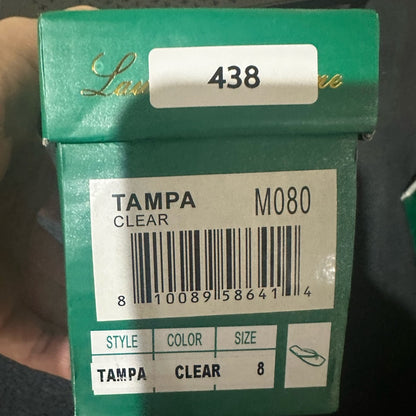 438
TAMPA M080
CLEAR
8 10089 58641 4
STYLE COLOR SIZE
TAMPA CLEAR 8